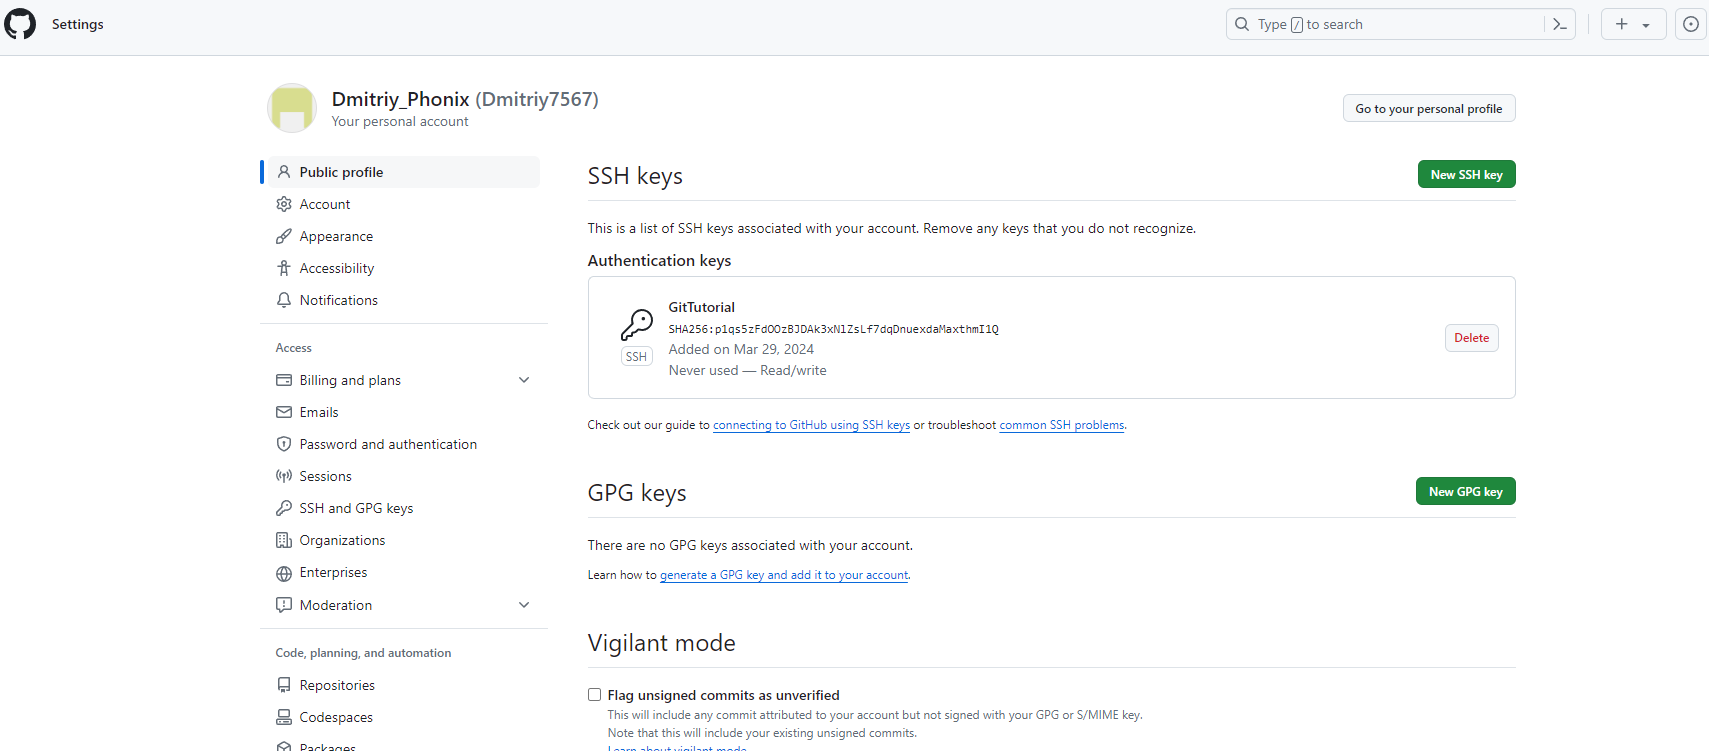 Settings
Type / to search
Dmitriy_Phonix (Dmitriy7567)
Your personal account
Go to your personal profile
Public profile
Account
Appearance
Accessibility
Notifications
Access
Billing and plans
Emails
Password and authentication
Sessions
SSH and GPG keys
Organizations
Enterprises
Moderation
Code, planning, and automation
Repositories
Codespaces
Packages
SSH keys
New SSH key
This is a list of SSH keys associated with your account. Remove any keys that you do not recognize.
Authentication keys
GitTutorial
SHA256:p1qs5zFdOOzBJDAk3xN1ZsLf7dqDnuexdaMaxthmI1Q
SSH
Added on Mar 29, 2024
Never used — Read/write
Delete
Check out our guide to connecting to GitHub using SSH keys or troubleshoot common SSH problems.
GPG keys
New GPG key
There are no GPG keys associated with your account.
Learn how to generate a GPG key and add it to your account.
Vigilant mode
Flag unsigned commits as unverified
This will include any commit attributed to your account but not signed with your GPG or S/MIME key.
Note that this will include your existing unsigned commits.
Learn about vigilant mode